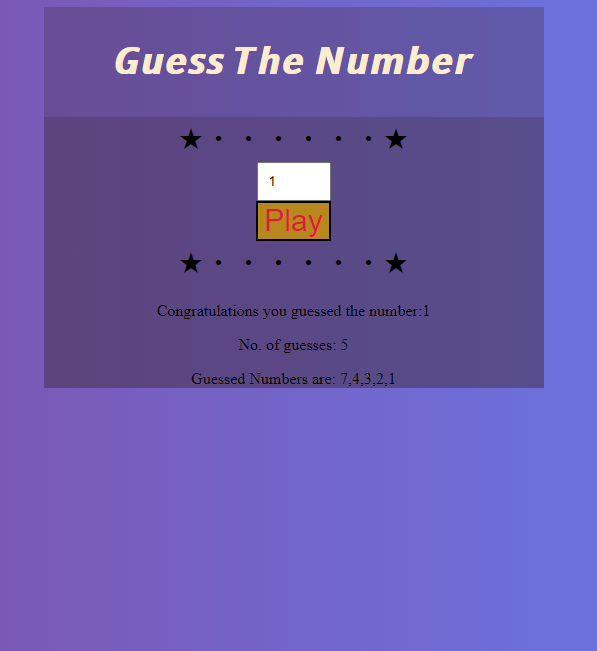 Guess The Number
★・・・・・・★
1
Play
★・・・・・・★
Congratulations you guessed the number:1
No. of guesses: 5
Guessed Numbers are: 7,4,3,2,1